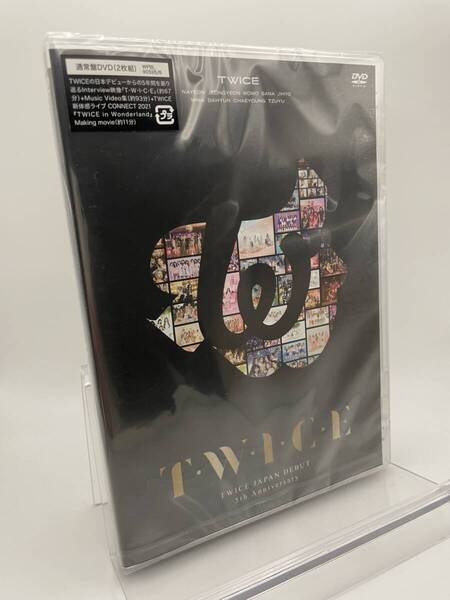 通常盤DVD(2枚組)
TWICEの日本デビューからの5年間を振り
返るInterview映像「T・W・I・C・E」(約67
分)+Music Video集(約93分)+TWICE
新体感ライブ CONNECT 2021
『TWICE in Wonderland』
Making movie(約11分)
TWICE
NAYEON JEONGYEON MOMO SANA JIHYO
MINA DAHYUN CHAEYOUNG TZUYU
DVD
T·W·I·C·E
TWICE JAPAN DEBUT
5th Anniversary